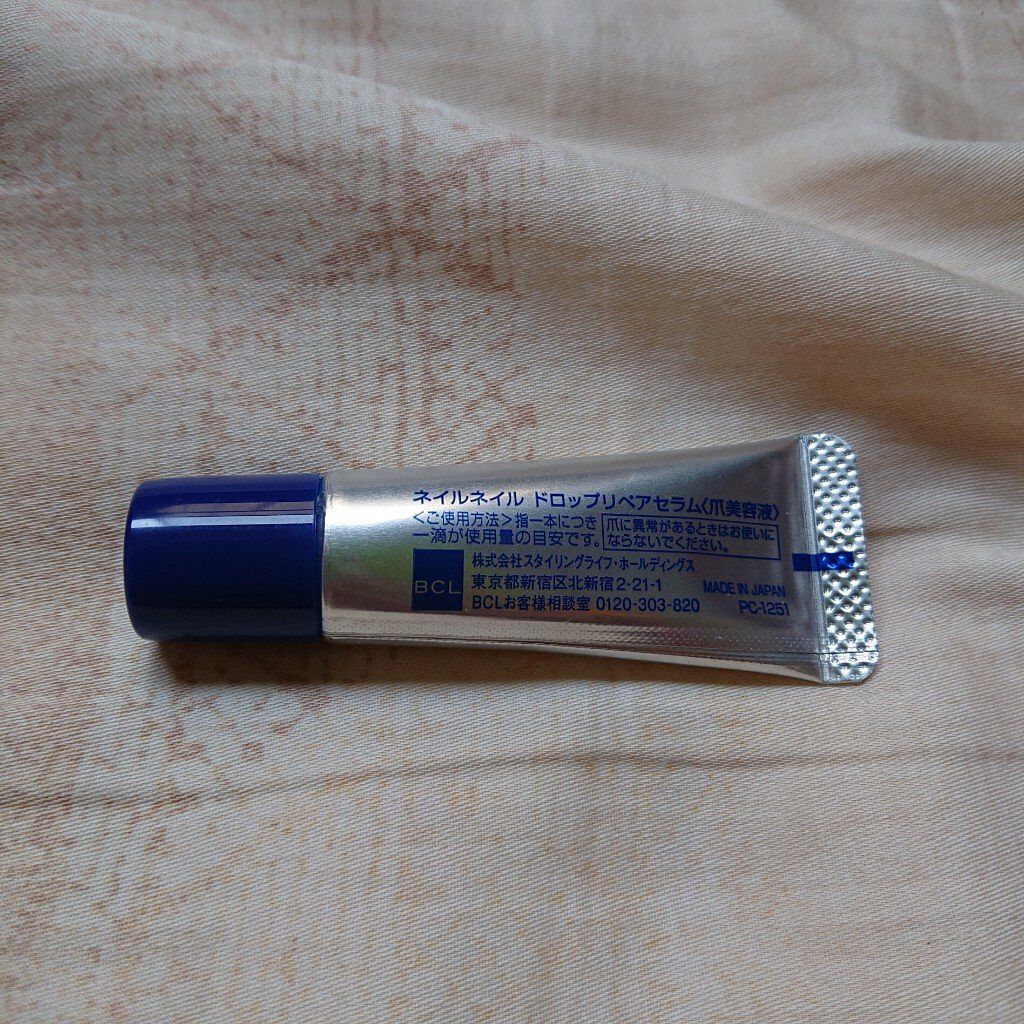 ネイルネイル ドロップリペアセラム〈爪美容液〉
＜ご使用方法＞指一本につき
一滴が使用量の目安です。
爪に異常があるときはお使いに
ならないでください。
BCL
株式会社スタイリングライフ・ホールディングス
東京都新宿区北新宿2-21-1
BCLお客様相談室 0120-303-820
MADE IN JAPAN
PC-1251